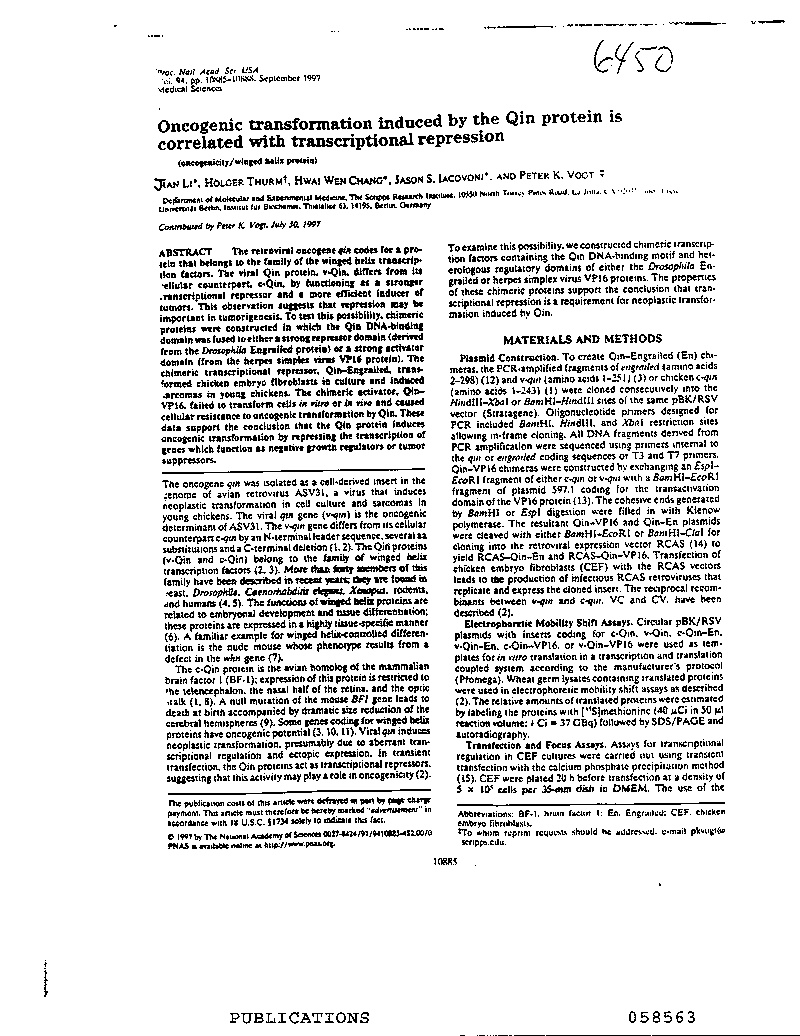 6450
Proc. Natl. Acad. Sci. USA
Vol. 94, pp. 10885–10888, September 1997
Medical Sciences
Oncogenic transformation induced by the Qin protein is
correlated with transcriptional repression
(oncogenicity/winged helix protein)
JIAN LI*, HOLGER THURM†, HWAI WEN CHANG*, JASON S. IACOVONI*, AND PETER K. VOGT*‡
Department of Molecular and Experimental Medicine, The Scripps Research Institute, 10550 North Torrey Pines Road, La Jolla,
Universität Berlin, Institut für Biochemie, Thielallee 63, 14195, Berlin, Germany
Contributed by Peter K. Vogt, July 30, 1997
ABSTRACT The retroviral oncogene qin codes for a pro-
tein that belongs to the family of the winged helix transcrip-
tion factors. The viral Qin protein, v-Qin, differs from its
cellular counterpart, c-Qin, by functioning as a stronger
transcriptional repressor and a more efficient inducer of
tumors. This observation suggests that repression may be
important in tumorigenesis. To test this possibility, chimeric
proteins were constructed in which the Qin DNA-binding
domain was fused to either a strong repressor domain (derived
from the Drosophila Engrailed protein) or a strong activator
domain (from the herpes simplex virus VP16 protein). The
chimeric transcriptional repressor, Qin–Engrailed, trans-
formed chicken embryo fibroblasts in culture and induced
sarcomas in young chickens. The chimeric activator, Qin–
VP16, failed to transform cells in vitro or in vivo and caused
cellular resistance to oncogenic transformation by Qin. These
data support the conclusion that the Qin protein induces
oncogenic transformation by repressing the transcription of
genes which function as negative growth regulators or tumor
suppressors.
The oncogene qin was isolated as a cell-derived insert in the
genome of avian retrovirus ASV31, a virus that induces
neoplastic transformation in cell culture and sarcomas in
young chickens. The viral qin gene (v-qin) is the oncogenic
determinant of ASV31. The v-qin gene differs from its cellular
counterpart c-qin by an N-terminal leader sequence, several aa
substitutions and a C-terminal deletion (1, 2). The Qin proteins
(v-Qin and c-Qin) belong to the family of winged helix
transcription factors (2, 3). More than forty members of this
family have been described in recent years; they are found in
yeast, Drosophila, Caenorhabditis elegans, Xenopus, rodents,
and humans (4, 5). The functions of winged helix proteins are
related to embryonal development and tissue differentiation;
these proteins are expressed in a highly tissue-specific manner
(6). A familiar example for winged helix-controlled differen-
tiation is the nude mouse whose phenotype results from a
defect in the whn gene (7).
The c-Qin protein is the avian homolog of the mammalian
brain factor 1 (BF-1); expression of this protein is restricted to
the telencephalon, the nasal half of the retina, and the optic
stalk (1, 8). A null mutation of the mouse BF1 gene leads to
death at birth accompanied by dramatic size reduction of the
cerebral hemispheres (9). Some genes coding for winged helix
proteins have oncogenic potential (3, 10, 11). Viral qin induces
neoplastic transformation, presumably due to aberrant tran-
scriptional regulation and ectopic expression. In transient
transfection, the Qin proteins act as transcriptional repressors,
suggesting that this activity may play a role in oncogenicity (2).
The publication costs of this article were defrayed in part by page charge
payment. This article must therefore be hereby marked "advertisement" in
accordance with 18 U.S.C. §1734 solely to indicate this fact.
© 1997 by The National Academy of Sciences 0027-8424/97/9410885-4$2.00/0
PNAS is available online at http://www.pnas.org.
To examine this possibility, we constructed chimeric transcrip-
tion factors containing the Qin DNA-binding motif and het-
erologous regulatory domains of either the Drosophila En-
grailed or herpes simplex virus VP16 proteins. The properties
of these chimeric proteins support the conclusion that tran-
scriptional repression is a requirement for neoplastic transfor-
mation induced by Qin.
MATERIALS AND METHODS
Plasmid Construction. To create Qin–Engrailed (En) chi-
meras, the PCR-amplified fragments of engrailed (amino acids
2–298) (12) and v-qin (amino acids 1–251) (3) or chicken c-qin
(amino acids 1–243) (1) were cloned consecutively into the
HindIII–XbaI or BamHI–HindIII sites of the same pBK/RSV
vector (Stratagene). Oligonucleotide primers designed for
PCR included BamHI, HindIII, and XbaI restriction sites
allowing in-frame cloning. All DNA fragments derived from
PCR amplification were sequenced using primers internal to
the qin or engrailed coding sequences or T3 and T7 primers.
Qin–VP16 chimeras were constructed by exchanging an EspI–
EcoRI fragment of either c-qin or v-qin with a BamHI–EcoRI
fragment of plasmid 597.1 coding for the transactivation
domain of the VP16 protein (13). The cohesive ends generated
by BamHI or EspI digestion were filled in with Klenow
polymerase. The resultant Qin–VP16 and Qin–En plasmids
were cleaved with either BamHI–EcoRI or BamHI–ClaI for
cloning into the retroviral expression vector RCAS (14) to
yield RCAS–Qin–En and RCAS–Qin–VP16. Transfection of
chicken embryo fibroblasts (CEF) with the RCAS vectors
leads to the production of infectious RCAS retroviruses that
replicate and express the cloned insert. The reciprocal recom-
binants between v-qin and c-qin, VC and CV, have been
described (2).
Electrophoretic Mobility Shift Assays. Circular pBK/RSV
plasmids with inserts coding for c-Qin, v-Qin, c-Qin–En,
v-Qin–En, c-Qin–VP16, or v-Qin–VP16 were used as tem-
plates for in vitro translation in a transcription and translation
coupled system according to the manufacturer's protocol
(Promega). Wheat germ lysates containing translated proteins
were used in electrophoretic mobility shift assays as described
(2). The relative amounts of translated proteins were estimated
by labeling the proteins with [³⁵S]methionine (40 μCi in 50 μl
reaction volume; 1 Ci = 37 GBq) followed by SDS/PAGE and
autoradiography.
Transfection and Focus Assays. Assays for transcriptional
regulation in CEF cultures were carried out using transient
transfection with the calcium phosphate precipitation method
(15). CEF were plated 20 h before transfection at a density of
5 × 10⁵ cells per 35-mm dish in DMEM. The use of the
Abbreviations: BF-1, brain factor 1; En, Engrailed; CEF, chicken
embryo fibroblasts.
‡To whom reprint requests should be addressed. e-mail: pkvogt@
scripps.edu.
10885
PUBLICATIONS 058563